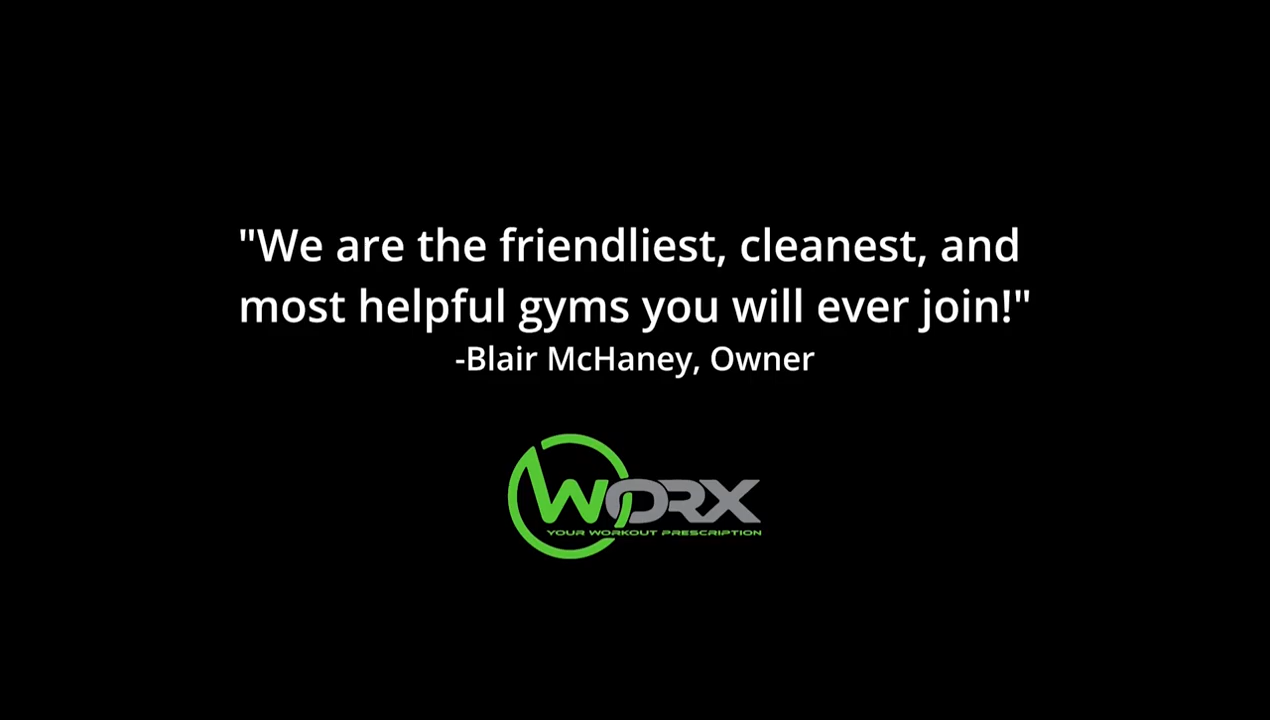 "We are the friendliest, cleanest, and
most helpful gyms you will ever join!"
-Blair McHaney, Owner
WORX
YOUR WORKOUT PRESCRIPTION